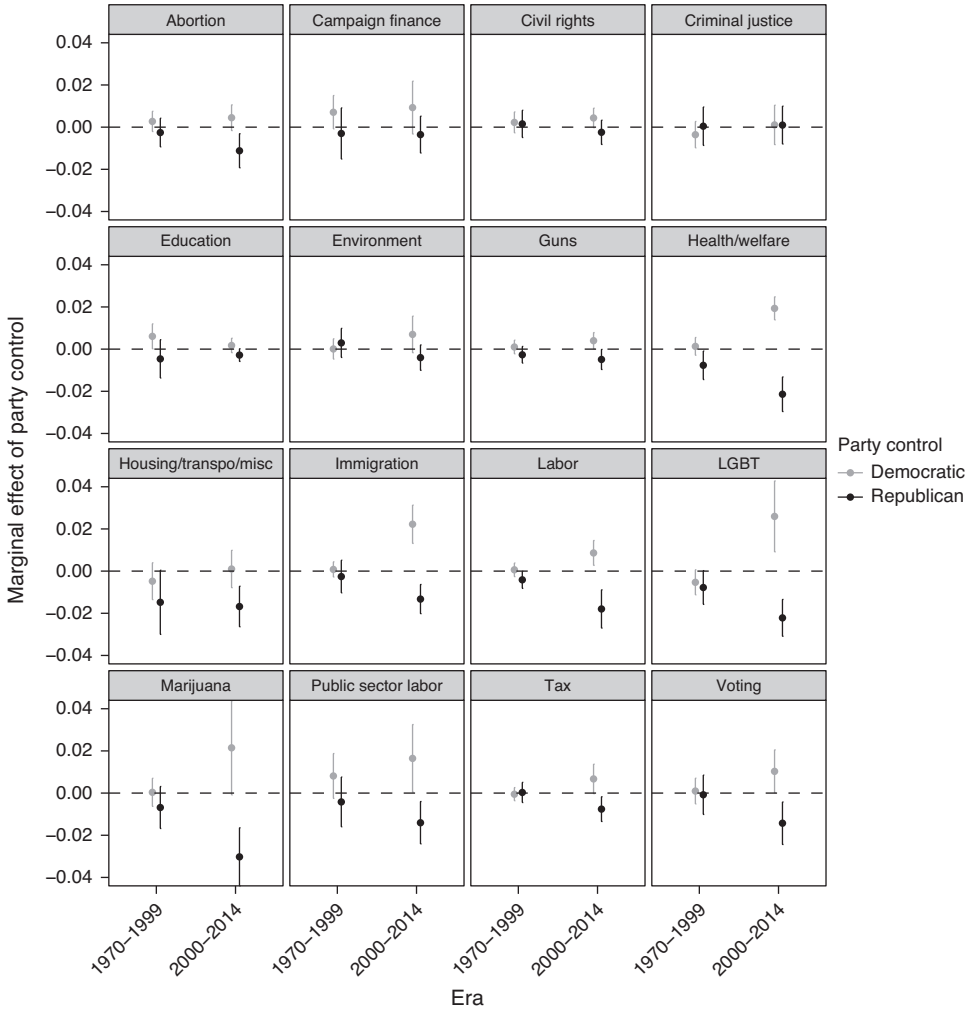 Abortion Campaign finance Civil rights Criminal justice
0.04
0.02
0.00
−0.02
−0.04
Education Environment Guns Health/welfare
0.04
0.02
0.00
−0.02
−0.04
Housing/transpo/misc Immigration Labor LGBT
0.04
0.02
0.00
−0.02
−0.04
Marijuana Public sector labor Tax Voting
0.04
0.02
0.00
−0.02
−0.04
1970–1999 2000–2014 1970–1999 2000–2014 1970–1999 2000–2014 1970–1999 2000–2014
Era
Marginal effect of party control
Party control
Democratic
Republican